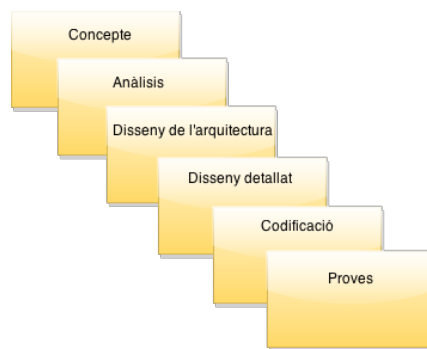 Concepte
Anàlisis
Disseny de l'arquitectura
Disseny detallat
Codificació
Proves